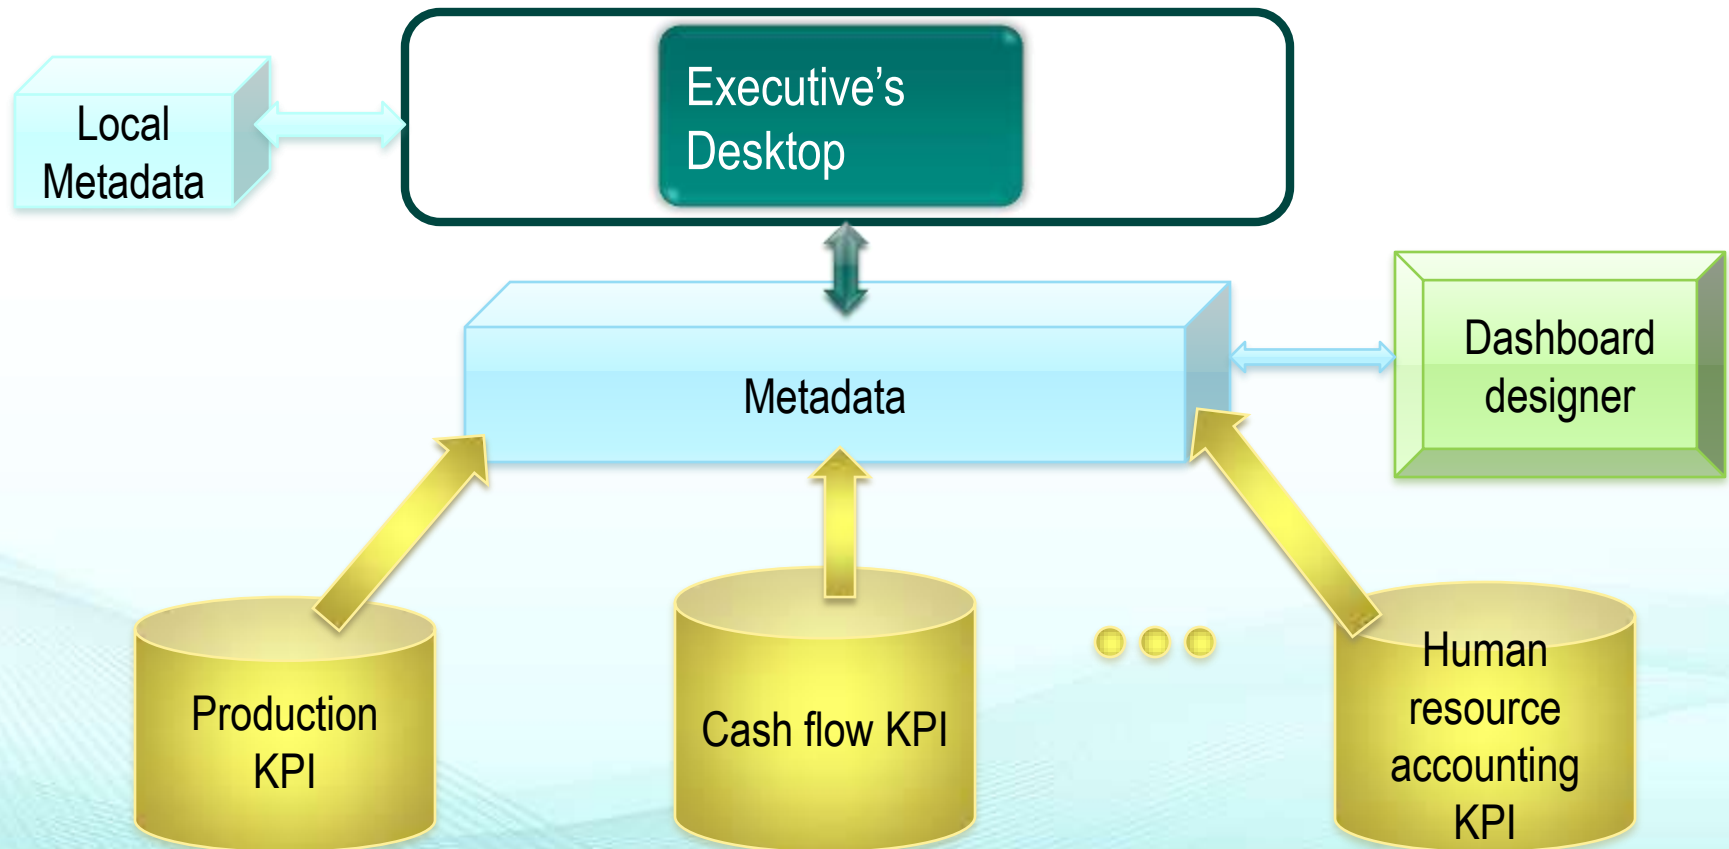 Executive’s
Desktop
Local
Metadata
Dashboard
designer
Metadata
Production
KPI
Cash flow KPI
Human
resource
accounting
KPI